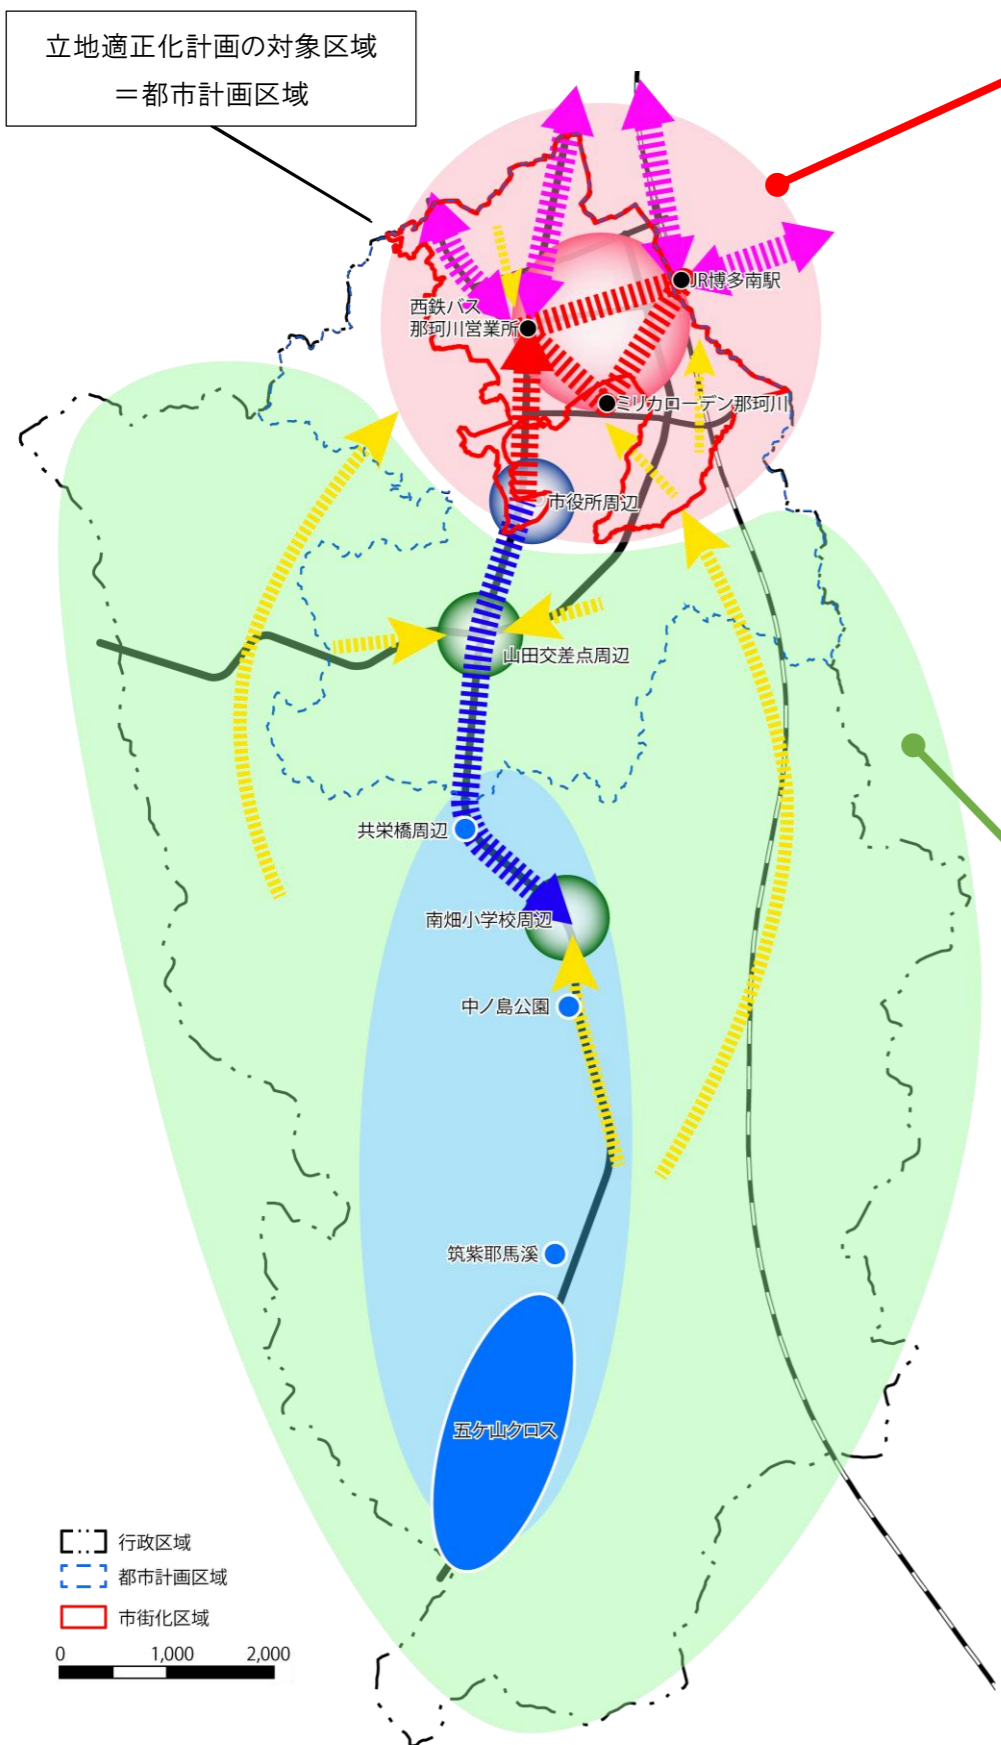 立地適正化計画の対象区域
＝都市計画区域
JR博多南駅
西鉄バス
那珂川営業所
ミリカローデン那珂川
市役所周辺
山田交差点周辺
共栄橋周辺
南畑小学校周辺
中ノ島公園
筑紫耶馬溪
五ケ山クロス
行政区域
都市計画区域
市街化区域
0 1,000 2,000